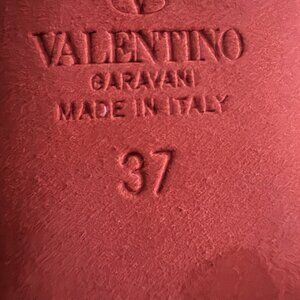 VALENTINO
GARAVANI
MADE IN ITALY
37